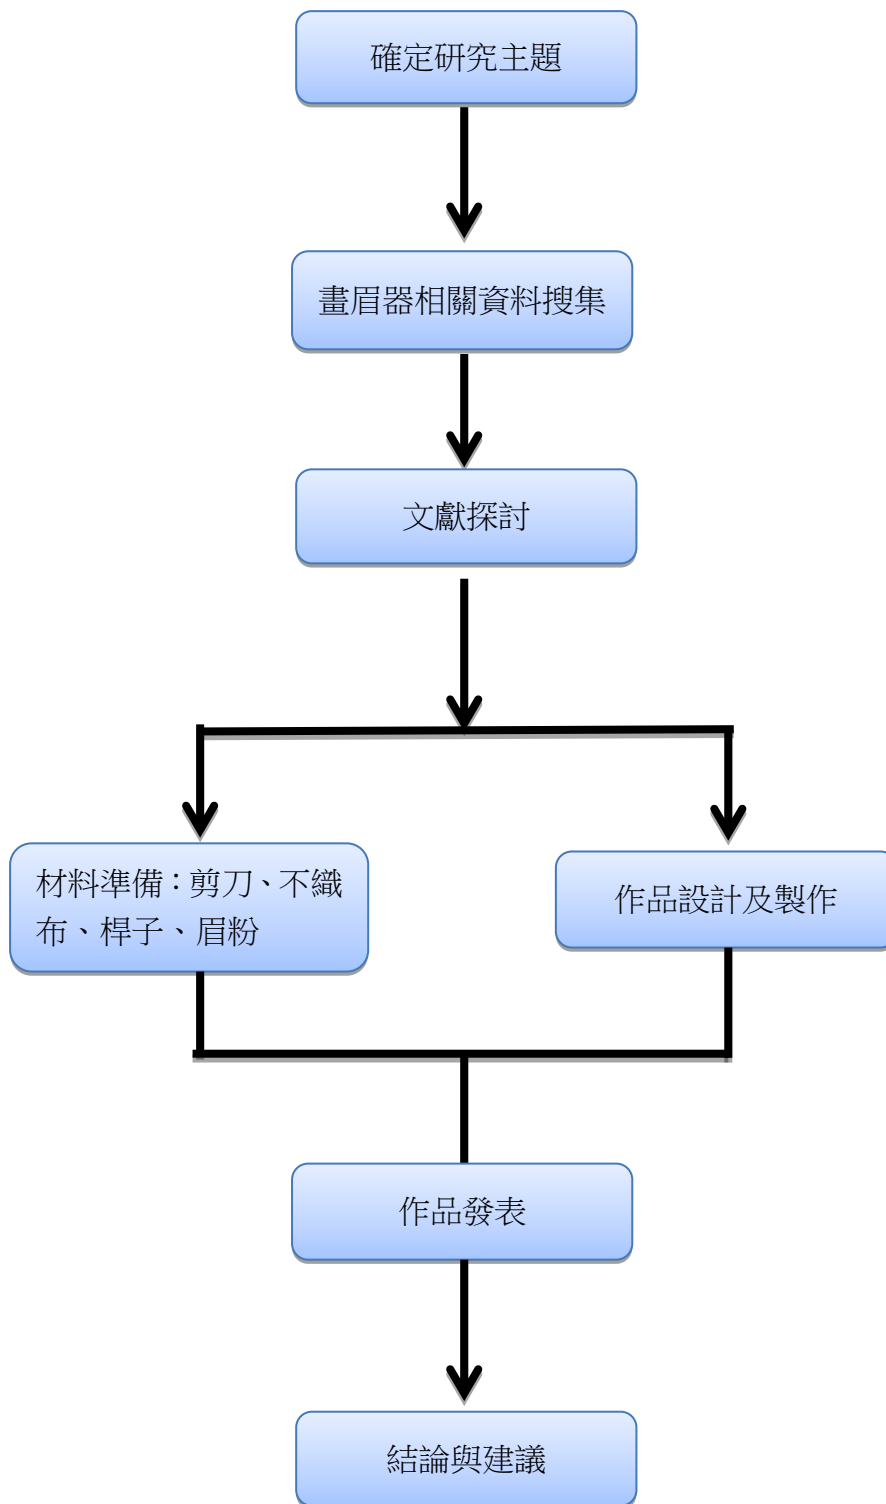 確定研究主題
畫眉器相關資料搜集
文獻探討
材料準備：剪刀、不織
布、桿子、眉粉
作品設計及製作
作品發表
結論與建議